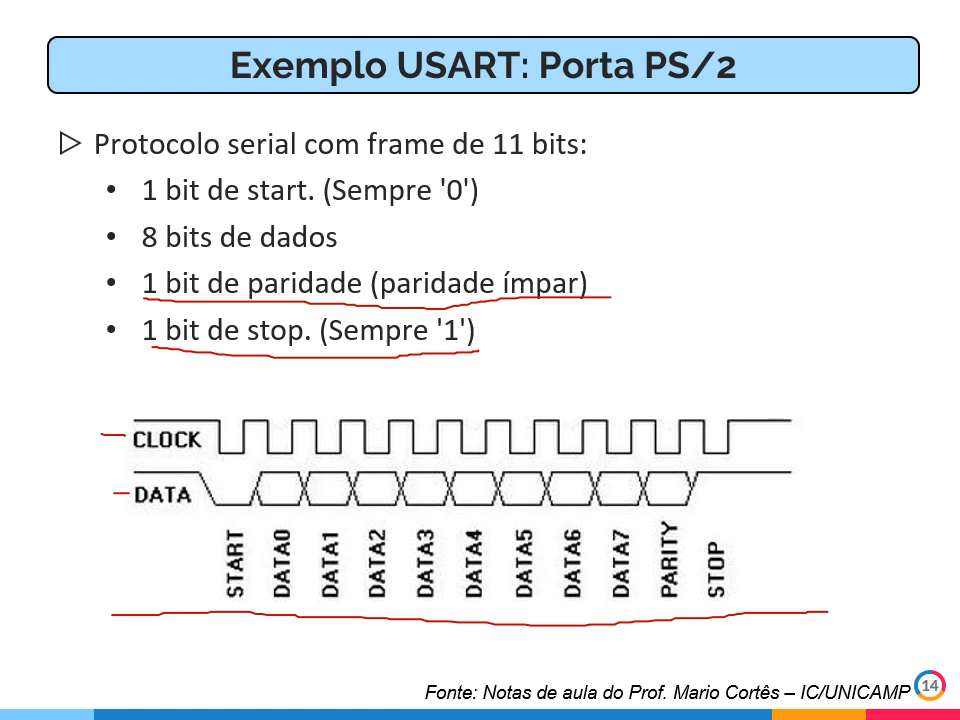 Exemplo USART: Porta PS/2
Protocolo serial com frame de 11 bits:
• 1 bit de start. (Sempre '0')
• 8 bits de dados
• 1 bit de paridade (paridade ímpar)
• 1 bit de stop. (Sempre '1')
CLOCK
DATA
START
DATA0
DATA1
DATA2
DATA3
DATA4
DATA5
DATA6
DATA7
PARITY
STOP
Fonte: Notas de aula do Prof. Mario Cortês – IC/UNICAMP
14